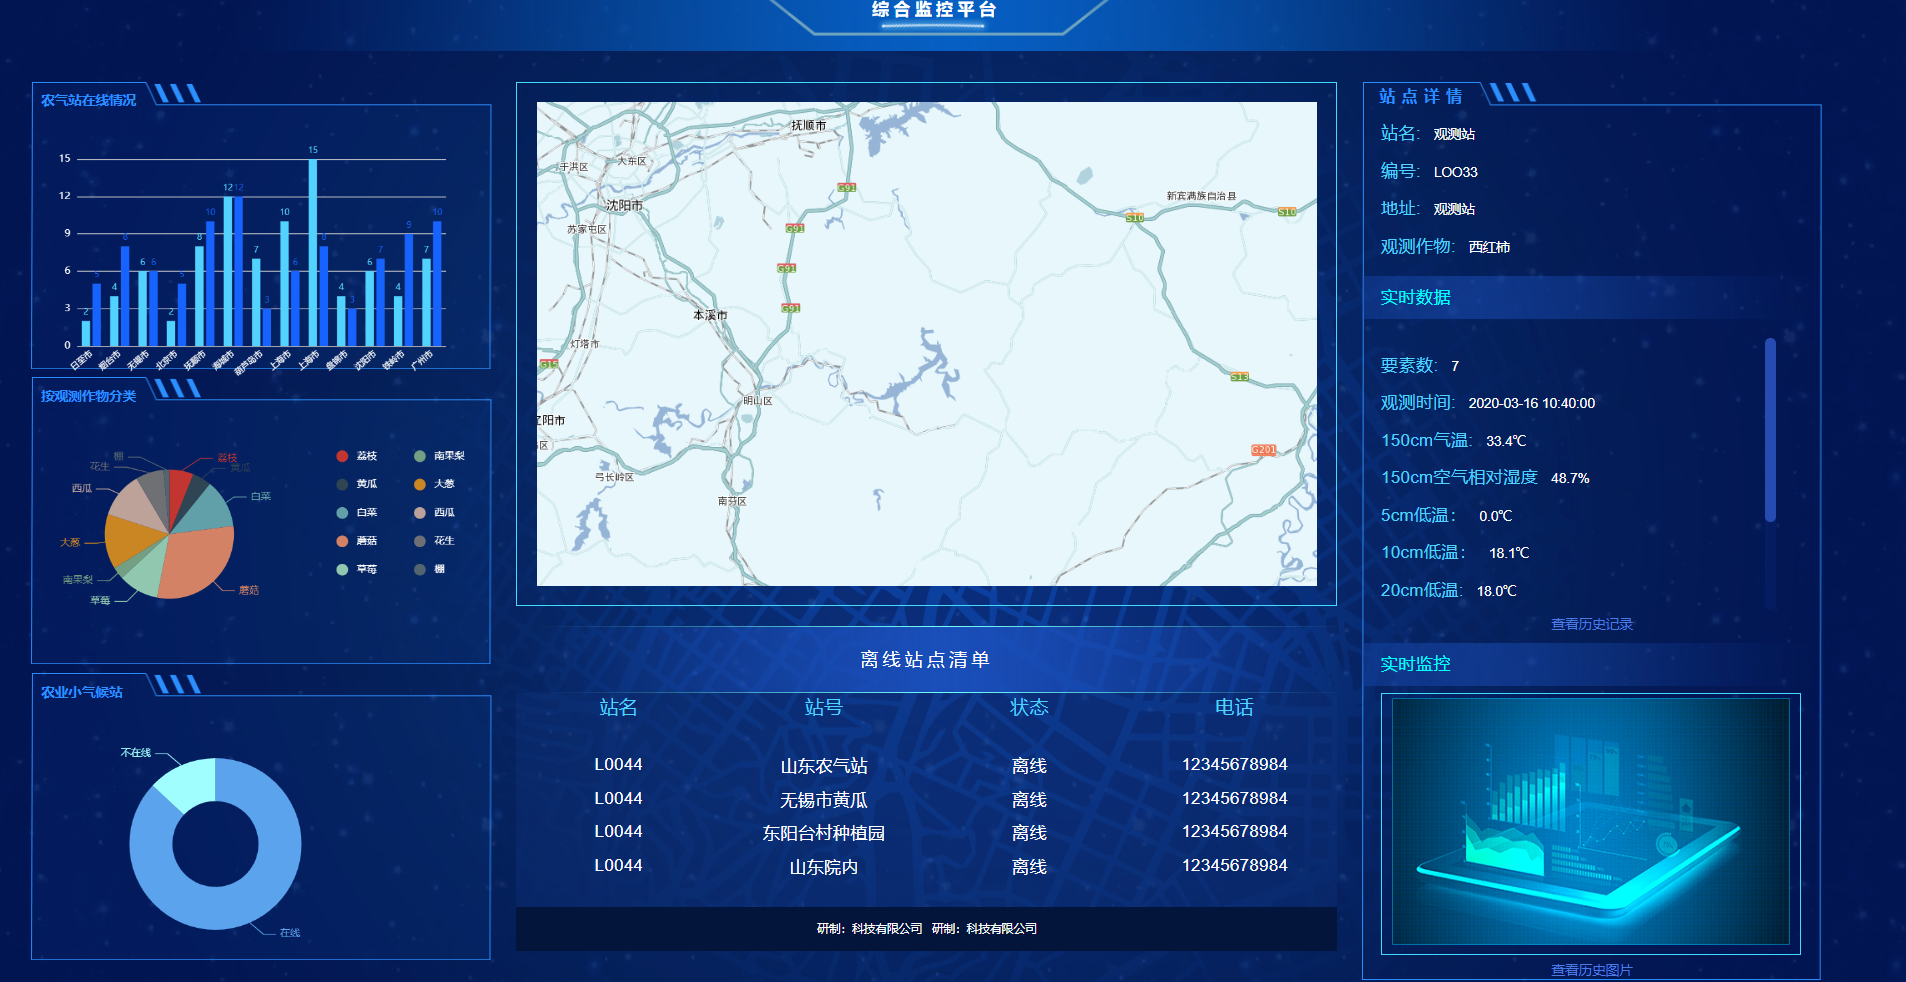 综合监控平台
农气站在线情况
15
12
9
6
3
0
2 4 6 2 8 12 7 10 15 4 6 4 7
5 8 6 5 10 12 3 6 8 3 7 9 10
日至市 烟台市 无锡市 北京市 抚顺市 海城市 葫芦岛市 上海市 上海市 盘锦市 沈阳市 铁岭市 广州市
按观测作物分类
棚
花生
西瓜
大葱
南果梨
草莓
荔枝
黄瓜
白菜
蘑菇
荔枝 南果梨
黄瓜 大葱
白菜 西瓜
蘑菇 花生
草莓 棚
农业小气候站
不在线
在线
抚顺市
大东区
于洪区
沈阳市
苏家屯区
新宾满族自治县
G91
S10
S10
G91
G91
G91
本溪市
灯塔市
G15
S13
明山区
辽阳市
区
G201
弓长岭区
南芬区
离线站点清单
站名 站号 状态 电话
L0044 山东农气站 离线 12345678984
L0044 无锡市黄瓜 离线 12345678984
L0044 东阳台村种植园 离线 12345678984
L0044 山东院内 离线 12345678984
研制：科技有限公司 研制：科技有限公司
站点详情
站名: 观测站
编号: LOO33
地址: 观测站
观测作物: 西红柿
实时数据
要素数: 7
观测时间: 2020-03-16 10:40:00
150cm气温: 33.4℃
150cm空气相对湿度 48.7%
5cm低温： 0.0℃
10cm低温： 18.1℃
20cm低温: 18.0℃
查看历史记录
实时监控
查看历史图片